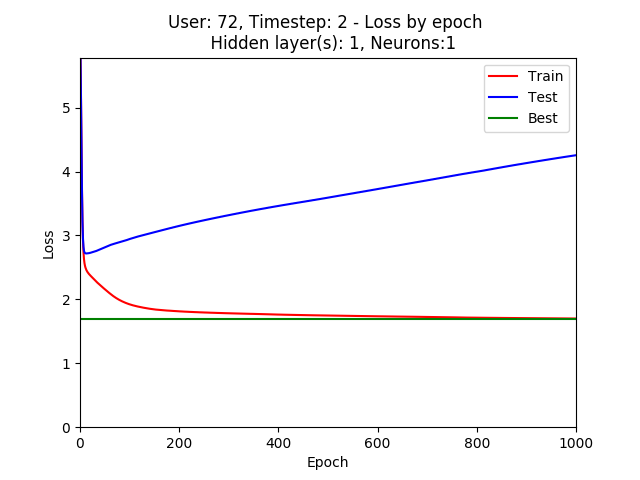 User: 72, Timestep: 2 - Loss by epoch
Hidden layer(s): 1, Neurons:1
Train
Test
Best
Loss
5
4
3
2
1
0
0 200 400 600 800 1000
Epoch